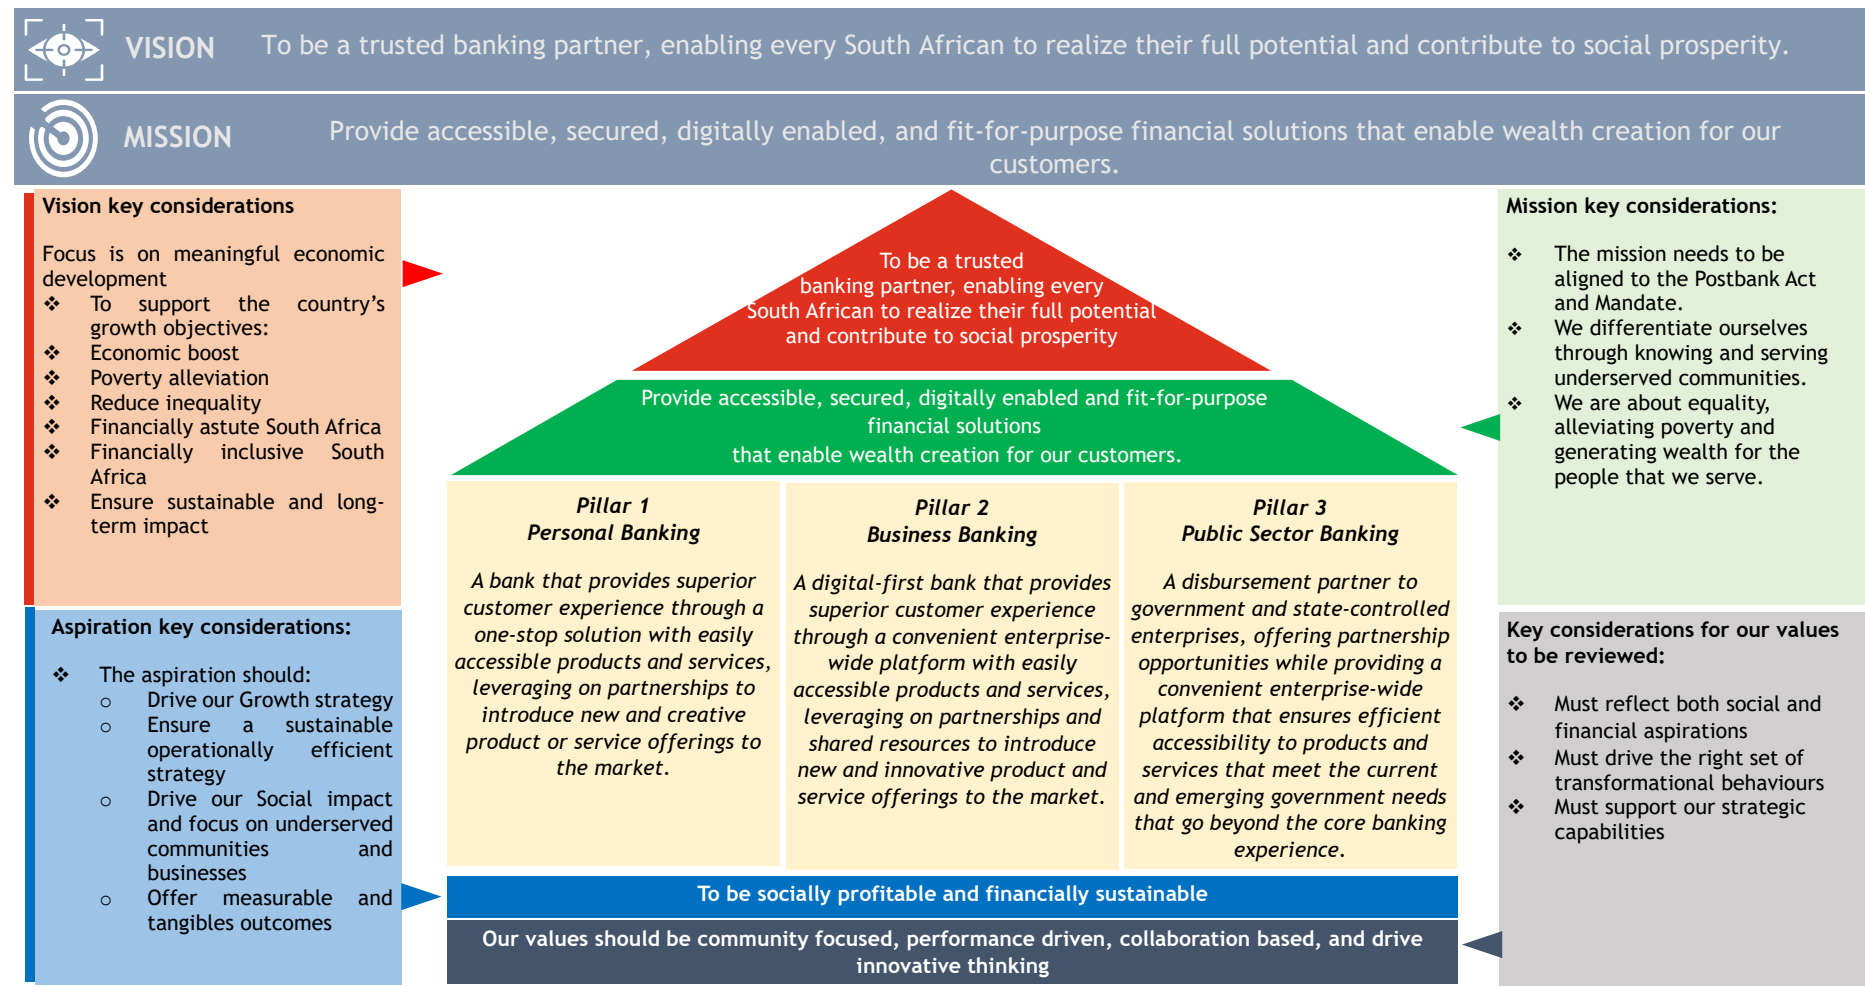 VISION
To be a trusted banking partner, enabling every South African to realize their full potential and contribute to social prosperity.
MISSION
Provide accessible, secured, digitally enabled, and fit-for-purpose financial solutions that enable wealth creation for our
customers.
Vision key considerations
Focus is on meaningful economic
development
❖ To support the country’s
growth objectives:
❖ Economic boost
❖ Poverty alleviation
❖ Reduce inequality
❖ Financially astute South Africa
❖ Financially inclusive South
Africa
❖ Ensure sustainable and long-
term impact
Aspiration key considerations:
❖ The aspiration should:
o Drive our Growth strategy
o Ensure a sustainable
operationally efficient
strategy
o Drive our Social impact
and focus on underserved
communities and
businesses
o Offer measurable and
tangibles outcomes
To be a trusted
banking partner, enabling every
South African to realize their full potential
and contribute to social prosperity
Provide accessible, secured, digitally enabled and fit-for-purpose
financial solutions
that enable wealth creation for our customers.
Pillar 1
Personal Banking
A bank that provides superior
customer experience through a
one-stop solution with easily
accessible products and services,
leveraging on partnerships to
introduce new and creative
product or service offerings to
the market.
Pillar 2
Business Banking
A digital-first bank that provides
superior customer experience
through a convenient enterprise-
wide platform with easily
accessible products and services,
leveraging on partnerships and
shared resources to introduce
new and innovative product and
service offerings to the market.
Pillar 3
Public Sector Banking
A disbursement partner to
government and state-controlled
enterprises, offering partnership
opportunities while providing a
convenient enterprise-wide
platform that ensures efficient
accessibility to products and
services that meet the current
and emerging government needs
that go beyond the core banking
experience.
To be socially profitable and financially sustainable
Our values should be community focused, performance driven, collaboration based, and drive
innovative thinking
Mission key considerations:
❖ The mission needs to be
aligned to the Postbank Act
and Mandate.
❖ We differentiate ourselves
through knowing and serving
underserved communities.
❖ We are about equality,
alleviating poverty and
generating wealth for the
people that we serve.
Key considerations for our values
to be reviewed:
❖ Must reflect both social and
financial aspirations
❖ Must drive the right set of
transformational behaviours
❖ Must support our strategic
capabilities